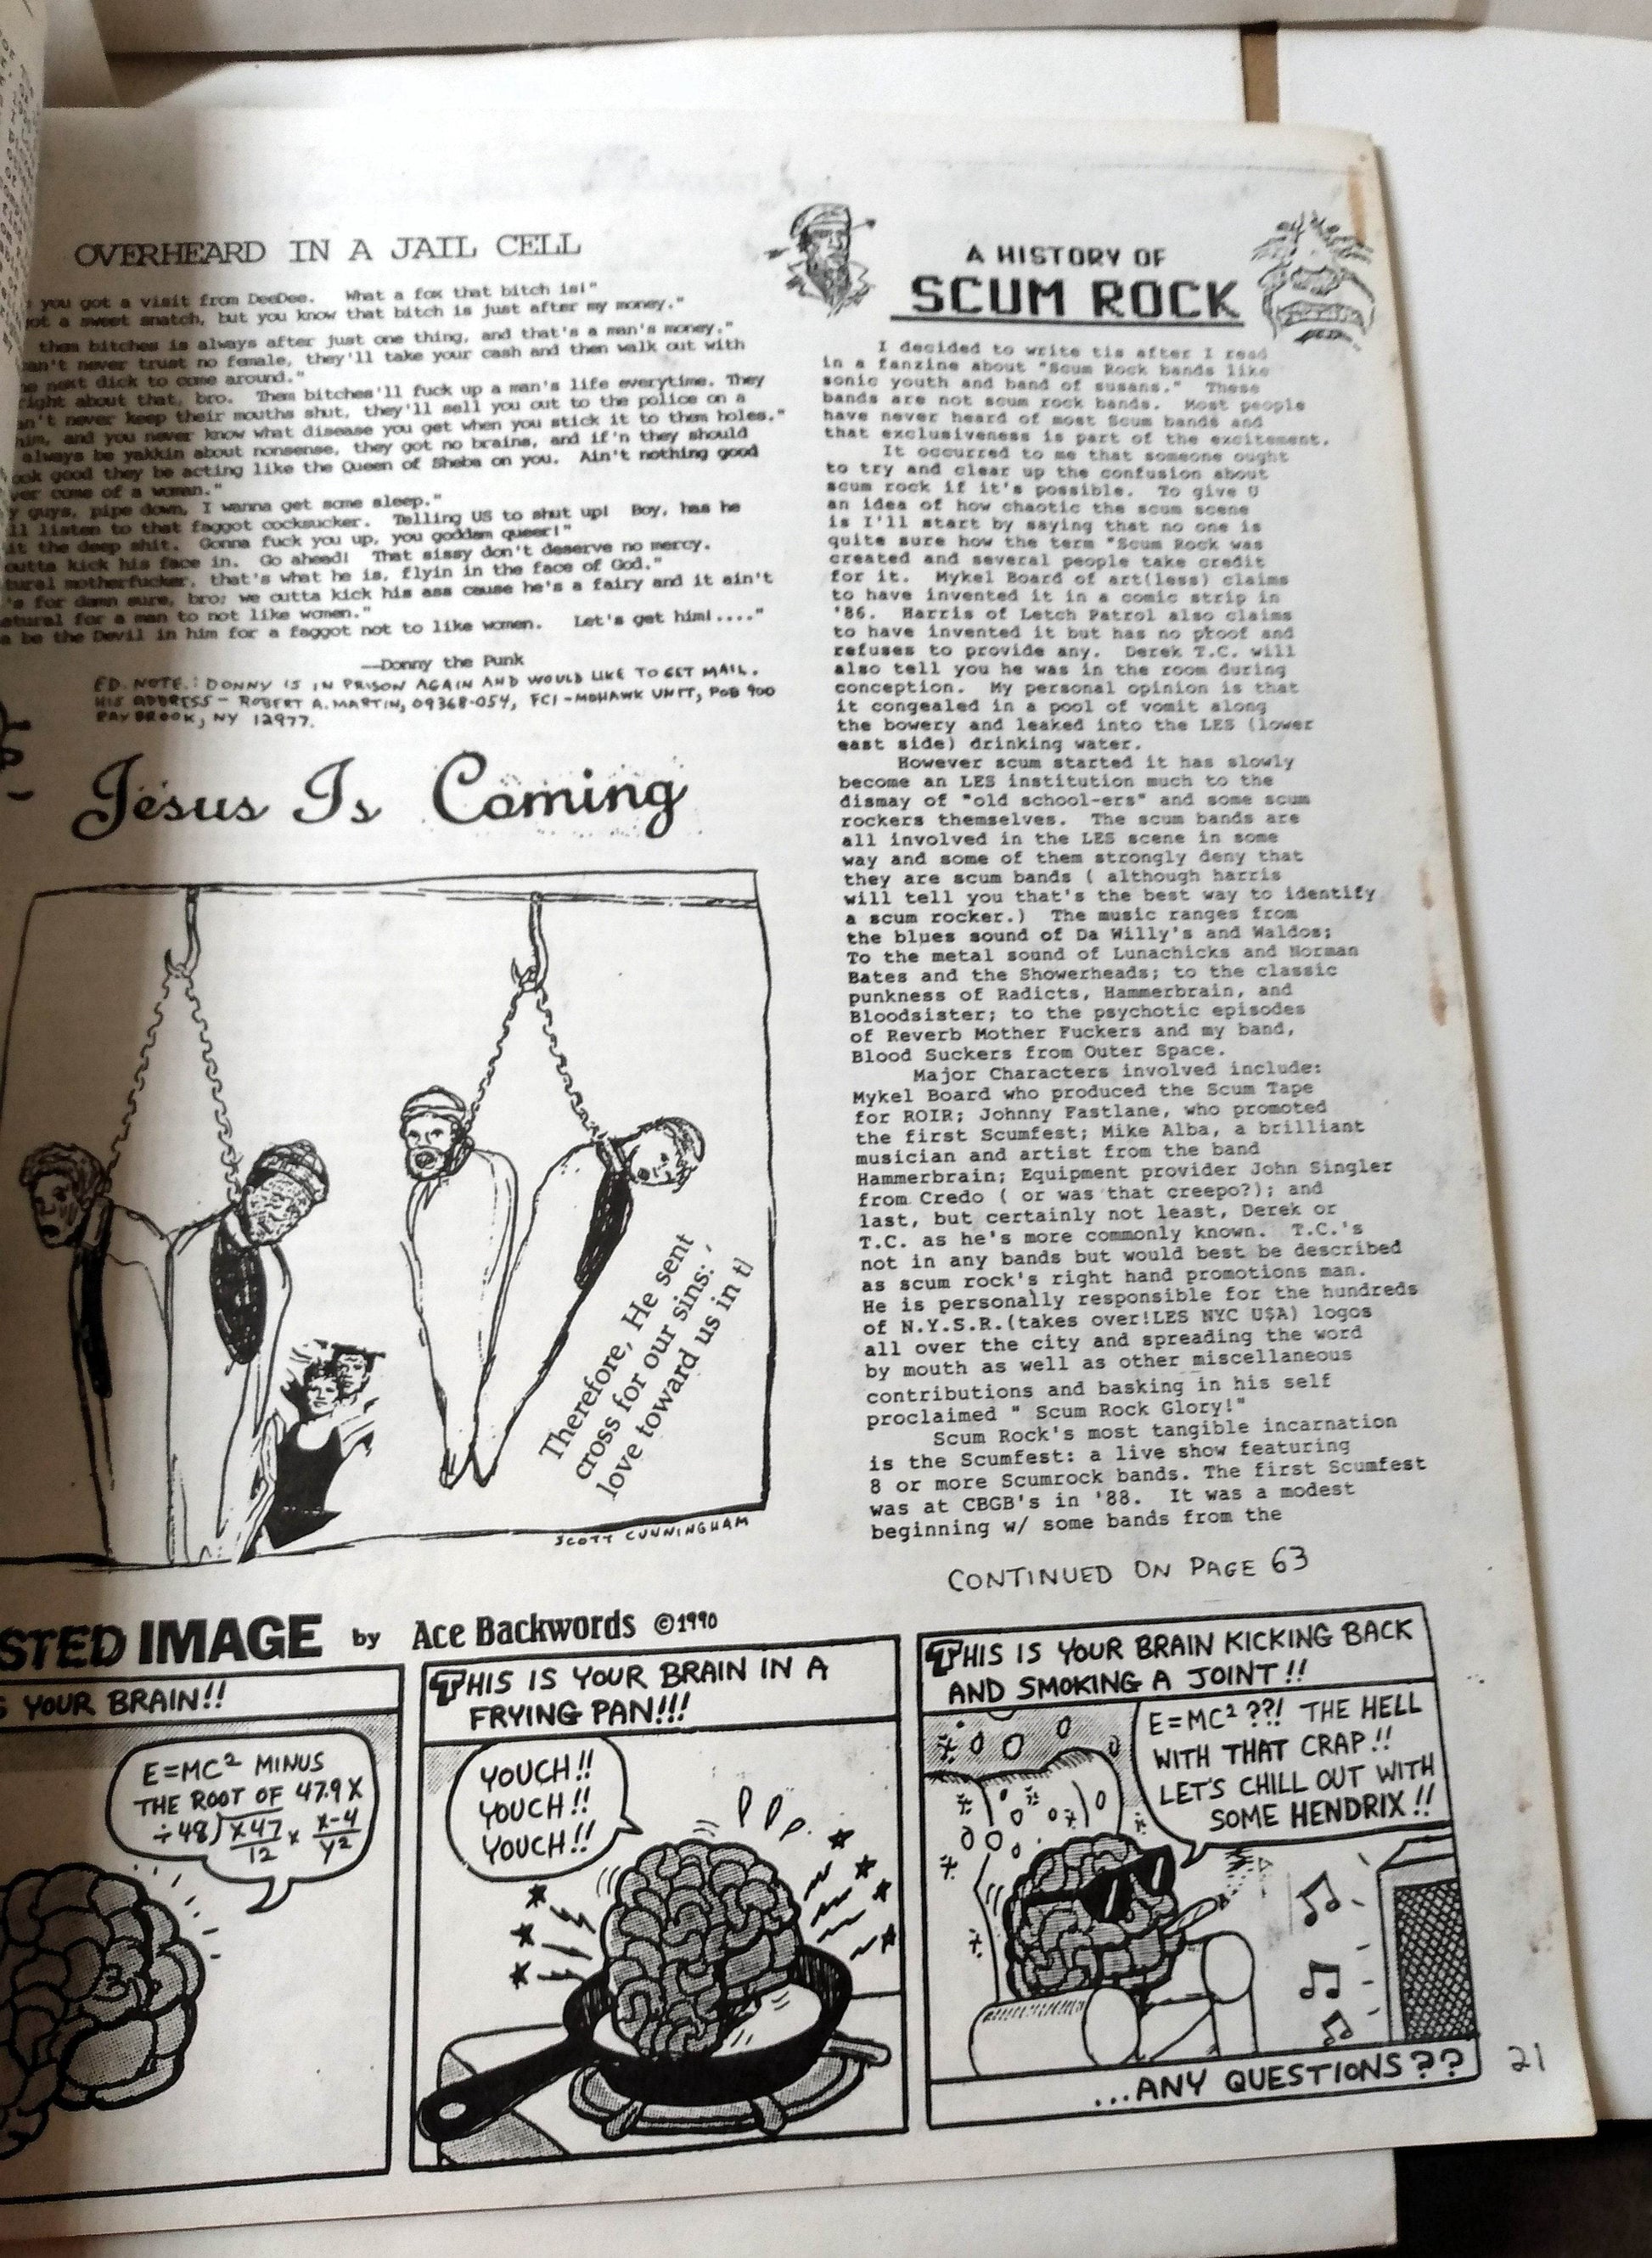 OVERHEARD IN A JAIL CELL
you got a visit from DeeDee. What a fox that bitch is!"
got a sweet snatch, but you know that bitch is just after my money."
them bitches is always after just one thing, and that's a man's money."
can't never trust no female, they'll take your cash and then walk out with
next dick to come around."
right about that, bro. Them bitches'll fuck up a man's life everytime. They
n't never keep their mouths shut, they'll sell you out to the police on a
him, and you never know what disease you get when you stick it to them holes."
always be yakkin about nonsense, they got no brains, and if'n they should
ook good they be acting like the Queen of Sheba on you. Ain't nothing good
ver come of a woman."
y guys, pipe down, I wanna get some sleep."
ll listen to that faggot cocksucker. Telling US to shut up! Boy, has he
it the deep shit. Gonna fuck you up, you goddam queer!"
outta kick his face in. Go ahead! That sissy don't deserve no mercy.
tural motherfucker, that's what he is, flyin in the face of God."
's for damn sure, bro; we outta kick his ass cause he's a fairy and it ain't
atural for a man to not like women."
a be the Devil in him for a faggot not to like women. Let's get him!...."
—Donny the Punk
ED. NOTE: DONNY IS IN PRISON AGAIN AND WOULD LIKE TO GET MAIL.
HIS ADDRESS – ROBERT A. MARTIN, 09368-054, FCI-MOHAWK UNIT, POB 900
RAY BROOK, NY 12977.
Jesus Is Coming
Therefore, He sent
cross for our sins;
love toward us in t
SCOTT CUNNINGHAM
A HISTORY OF
SCUM ROCK
I decided to write tis after I read
in a fanzine about "Scum Rock bands like
sonic youth and band of susans." These
bands are not scum rock bands. Most people
have never heard of most Scum bands and
that exclusiveness is part of the excitement.
It occurred to me that someone ought
to try and clear up the confusion about
scum rock if it's possible. To give U
an idea of how chaotic the scum scene
is I'll start by saying that no one is
quite sure how the term "Scum Rock was
created and several people take credit
for it. Mykel Board of art(less) claims
to have invented it in a comic strip in
'86. Harris of Letch Patrol also claims
to have invented it but has no proof and
refuses to provide any. Derek T.C. will
also tell you he was in the room during
conception. My personal opinion is that
it congealed in a pool of vomit along
the bowery and leaked into the LES (lower
east side) drinking water.
However scum started it has slowly
become an LES institution much to the
dismay of "old school-ers" and some scum
rockers themselves. The scum bands are
all involved in the LES scene in some
way and some of them strongly deny that
they are scum bands ( although harris
will tell you that's the best way to identify
a scum rocker.) The music ranges from
the blues sound of Da Willy's and Waldos;
To the metal sound of Lunachicks and Norman
Bates and the Showerheads; to the classic
punkness of Radicts, Hammerbrain, and
Bloodsister; to the psychotic episodes
of Reverb Mother Fuckers and my band,
Blood Suckers from Outer Space.
Major Characters involved include:
Mykel Board who produced the Scum Tape
for ROIR; Johnny Fastlane, who promoted
the first Scumfest; Mike Alba, a brilliant
musician and artist from the band
Hammerbrain; Equipment provider John Singler
from Credo ( or was that creepo?); and
last, but certainly not least, Derek or
T.C. as he's more commonly known. T.C.'s
not in any bands but would best be described
as scum rock's right hand promotions man.
He is personally responsible for the hundreds
of N.Y.S.R.(takes over!LES NYC U$A) logos
all over the city and spreading the word
by mouth as well as other miscellaneous
contributions and basking in his self
proclaimed " Scum Rock Glory!"
Scum Rock's most tangible incarnation
is the Scumfest: a live show featuring
8 or more Scumrock bands. The first Scumfest
was at CBGB's in '88. It was a modest
beginning w/ some bands from the
CONTINUED ON PAGE 63
STED IMAGE by Ace Backwords ©1990
S YOUR BRAIN!!
E=MC² MINUS
THE ROOT OF 47.9 X
÷48)X47/12 × X-4/Y²
THIS IS YOUR BRAIN IN A
FRYING PAN!!!
YOUCH!!
YOUCH!!
YOUCH!!
THIS IS YOUR BRAIN KICKING BACK
AND SMOKING A JOINT!!
E=MC² ??! THE HELL
WITH THAT CRAP!!
LET'S CHILL OUT WITH
SOME HENDRIX!!
...ANY QUESTIONS??
21